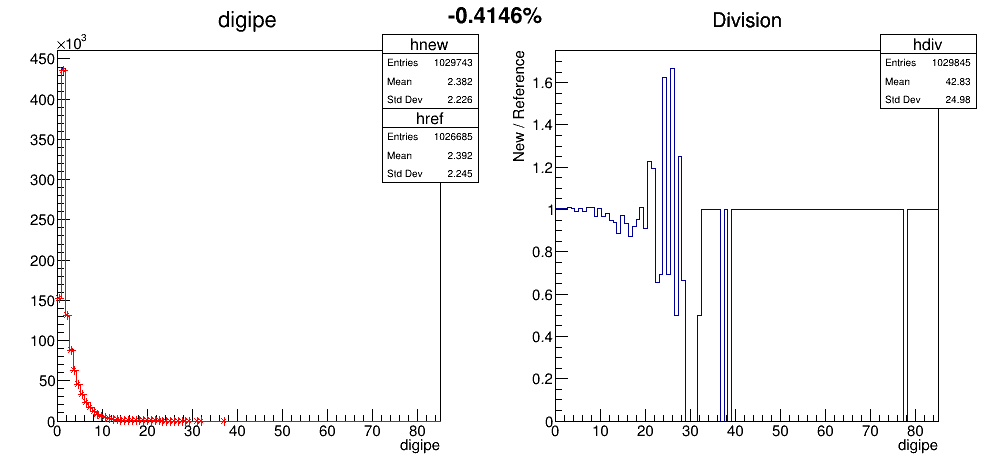 -0.4146%
digipe
×10³
hnew
Entries 1029743
Mean 2.382
Std Dev 2.226
href
Entries 1026685
Mean 2.392
Std Dev 2.245
450
400
350
300
250
200
150
100
50
0
0 10 20 30 40 50 60 70 80
digipe
Division
hdiv
Entries 1029845
Mean 42.83
Std Dev 24.98
New / Reference
1.6
1.4
1.2
1
0.8
0.6
0.4
0.2
0
0 10 20 30 40 50 60 70 80
digipe